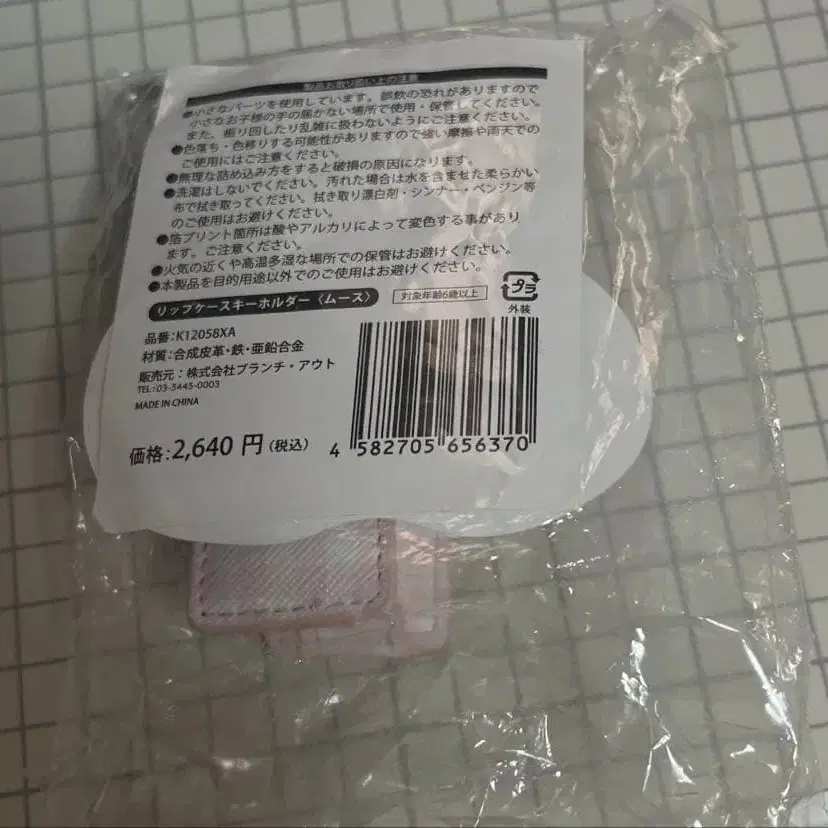 製品お取り扱い上の注意
●小さなパーツを使用しています。誤飲の恐れがありますので
小さなお子様の手の届かない場所で使用・保管してください。
また、振り回したり乱雑に扱わないようにご注意ください。
●色落ち・色移りする可能性がありますので強い摩擦や雨天での
ご使用にはご注意ください。
●無理な詰め込み方をすると破損の原因になります。
●洗濯はしないでください。汚れた場合は水を含ませた柔らかい
布で拭き取ってください。拭き取り漂白剤・シンナー・ベンジン等
のご使用はお避けください。
●箔プリント箇所は酸やアルカリによって変色する事があり
ます。ご注意ください。
●火気の近くや高温多湿な場所での保管はお避けください。
●本製品を目的用途以外でのご使用はお避けください。
リップケースキーホルダー〈ムース〉 対象年齢6歳以上 プラ
外装
品番:K12058XA
材質:合成皮革・鉄・亜鉛合金
販売元:株式会社ブランチ・アウト
TEL:03-3445-0003
MADE IN CHINA
価格:2,640 円(税込)
4 582705 656370